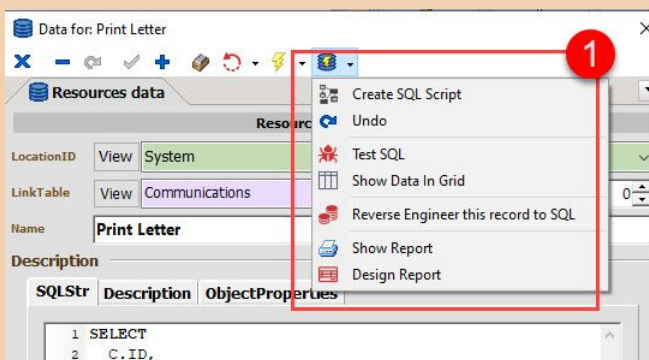 Data for: Print Letter
1
Resources data
Resourc
LocationID View System
LinkTable View Communications 0
Name Print Letter
Description
SQLStr Description ObjectProperties
1 SELECT
2 C.ID,
Create SQL Script
Undo
Test SQL
Show Data In Grid
Reverse Engineer this record to SQL
Show Report
Design Report